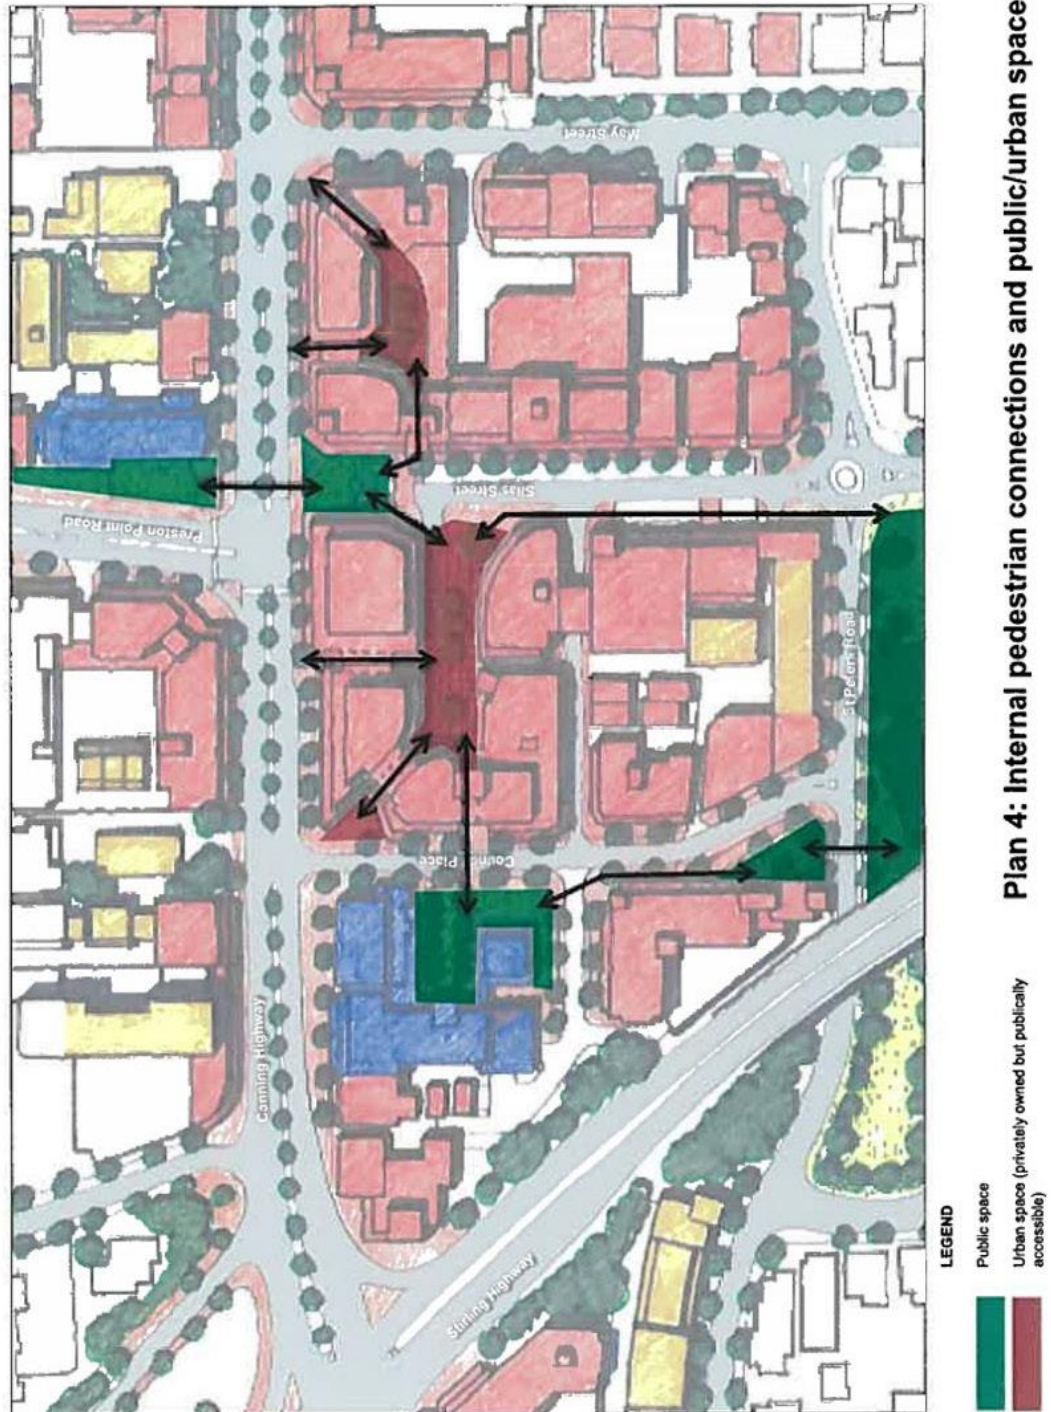 Plan 4: Internal pedestrian connections and public/urban space
LEGEND
Public space
Urban space (privately owned but publically
accessible)
May Street
Silas Street
Preston Point Road
St Peters Road
Canning Highway
Stirling Highway
Place